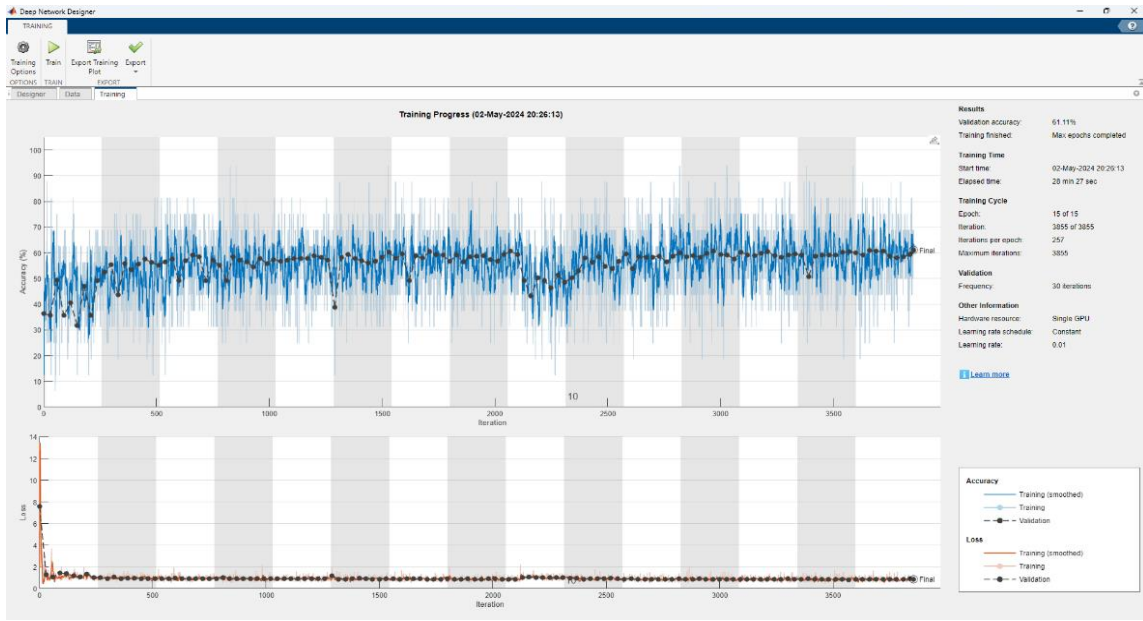 Deep Network Designer
TRAINING
Training Options
Train
Export Training Plot
Export
OPTIONS
TRAIN
EXPORT
Designer
Data
Training
Training Progress (02-May-2024 20:26:13)
Accuracy (%)
100
90
80
70
60
50
40
30
20
10
0
Final
10
0
500
1000
1500
2000
2500
3000
3500
Iteration
Loss
14
12
10
8
6
4
2
0
Final
10
0
500
1000
1500
2000
2500
3000
3500
Iteration
Results
Validation accuracy: 61.11%
Training finished: Max epochs completed
Training Time
Start time: 02-May-2024 20:26:13
Elapsed time: 28 min 27 sec
Training Cycle
Epoch: 15 of 15
Iteration: 3855 of 3855
Iterations per epoch: 257
Maximum iterations: 3855
Validation
Frequency: 30 iterations
Other Information
Hardware resource: Single GPU
Learning rate schedule: Constant
Learning rate: 0.01
Learn more
Accuracy
Training (smoothed)
Training
Validation
Loss
Training (smoothed)
Training
Validation